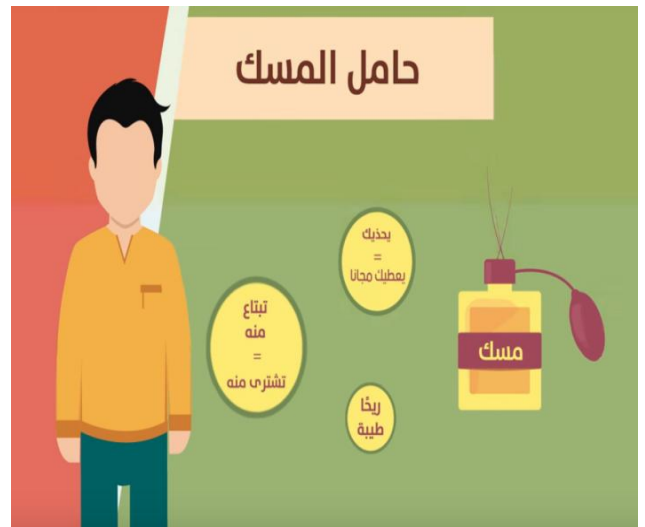 حامل المسك
يحذيك
=
يعطيك مجانا
تبتاع
منه
=
تشترى منه
مسك
ريحًا
طيبة